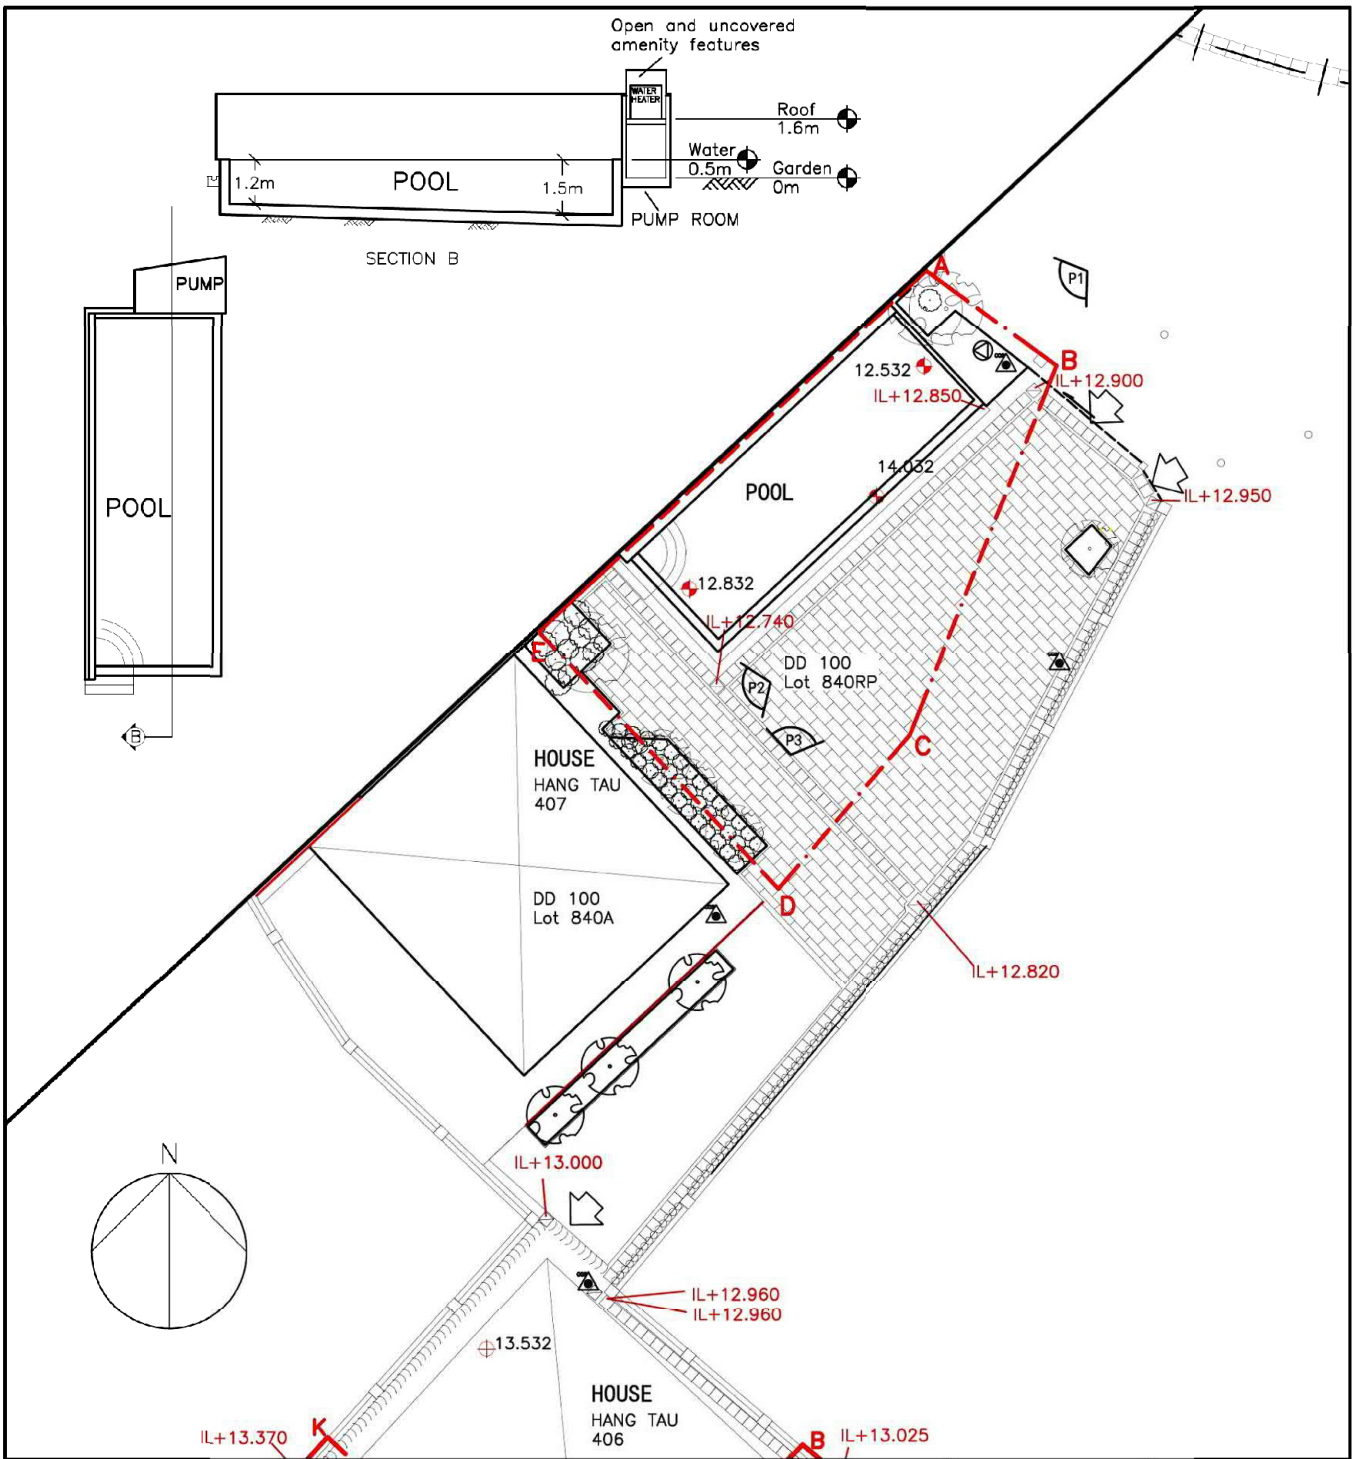 Open and uncovered
amenity features
WATER
HEATER
Roof
1.6m
Water
0.5m
Garden
0m
1.2m
POOL
1.5m
PUMP ROOM
SECTION B
PUMP
POOL
B
A
P1
B
12.532
IL+12.900
IL+12.850
14.032
POOL
IL+12.950
12.832
IL+12.740
E
DD 100
Lot 840RP
P2
P3
C
HOUSE
HANG TAU
407
DD 100
Lot 840A
D
IL+12.820
N
IL+13.000
IL+12.960
IL+12.960
13.532
HOUSE
HANG TAU
406
K
IL+13.370
B
IL+13.025